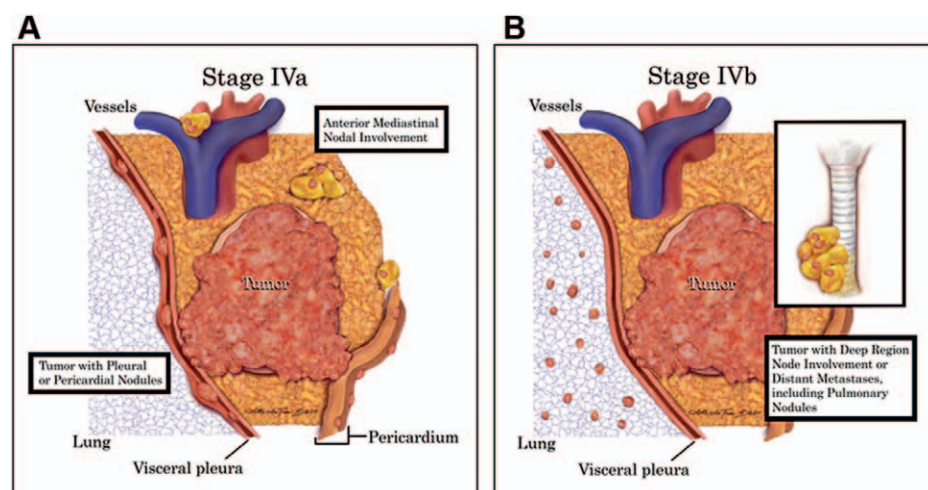 A
Stage IVa
Vessels
Anterior Mediastinal
Nodal Involvement
Tumor
Tumor with Pleural
or Pericardial Nodules
Lung
Pericardium
Visceral pleura
B
Stage IVb
Vessels
Tumor
Tumor with Deep Region
Node Involvement or
Distant Metastases,
including Pulmonary
Nodules
Lung
Visceral pleura